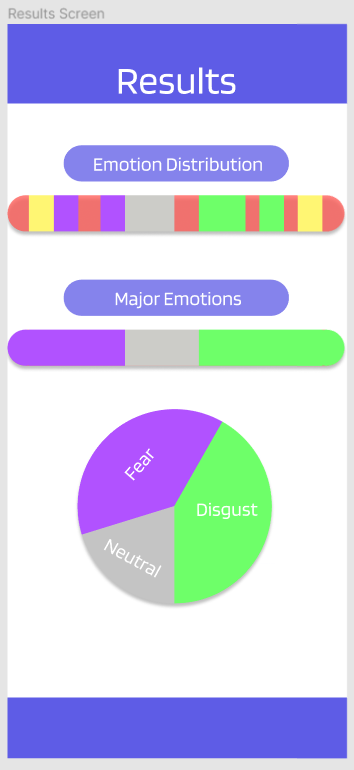 Results Screen
Results
Emotion Distribution
Major Emotions
Fear
Disgust
Neutral